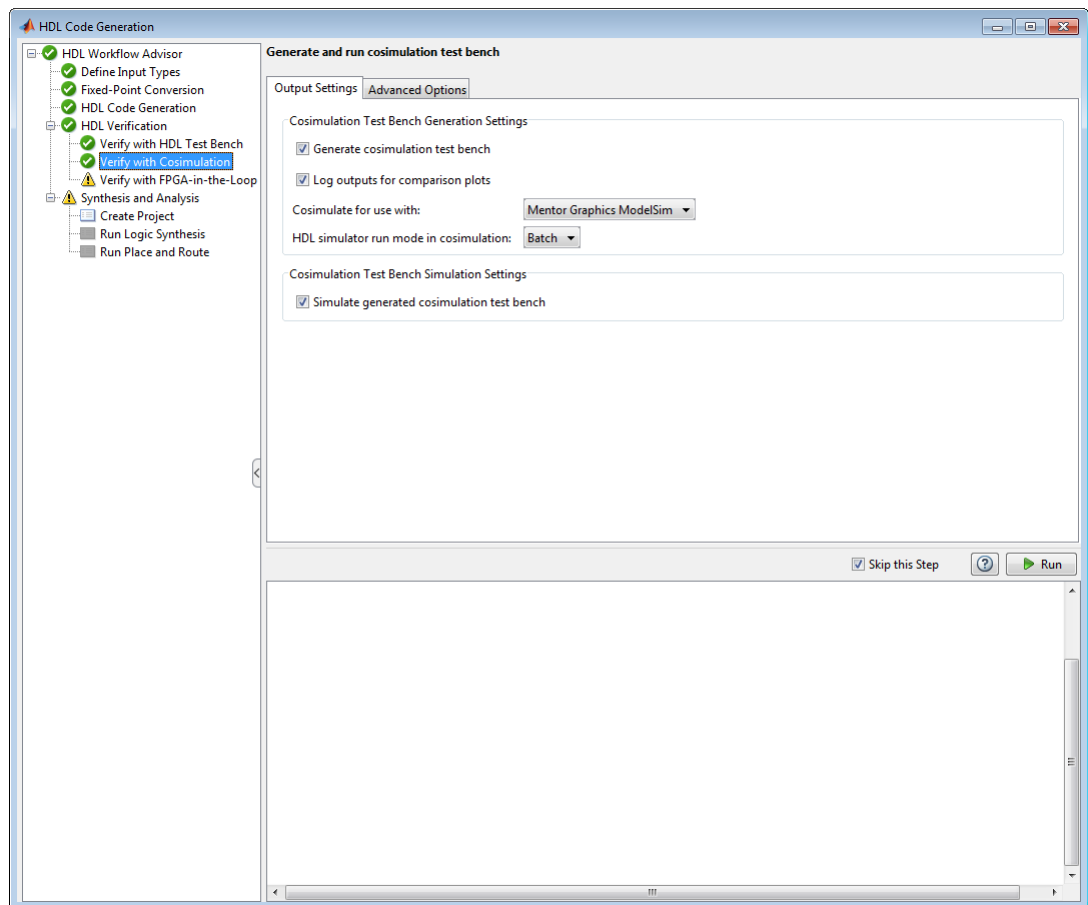 HDL Code Generation
HDL Workflow Advisor
Define Input Types
Fixed-Point Conversion
HDL Code Generation
HDL Verification
Verify with HDL Test Bench
Verify with Cosimulation
Verify with FPGA-in-the-Loop
Synthesis and Analysis
Create Project
Run Logic Synthesis
Run Place and Route
Generate and run cosimulation test bench
Output Settings Advanced Options
Cosimulation Test Bench Generation Settings
Generate cosimulation test bench
Log outputs for comparison plots
Cosimulate for use with: Mentor Graphics ModelSim
HDL simulator run mode in cosimulation: Batch
Cosimulation Test Bench Simulation Settings
Simulate generated cosimulation test bench
Skip this Step ? Run